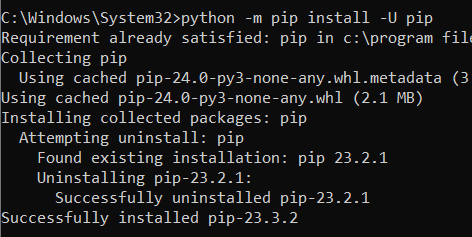 C:\Windows\System32>python -m pip install -U pip
Requirement already satisfied: pip in c:\program file
Collecting pip
Using cached pip-24.0-py3-none-any.whl.metadata (3
Using cached pip-24.0-py3-none-any.whl (2.1 MB)
Installing collected packages: pip
Attempting uninstall: pip
Found existing installation: pip 23.2.1
Uninstalling pip-23.2.1:
Successfully uninstalled pip-23.2.1
Successfully installed pip-23.3.2